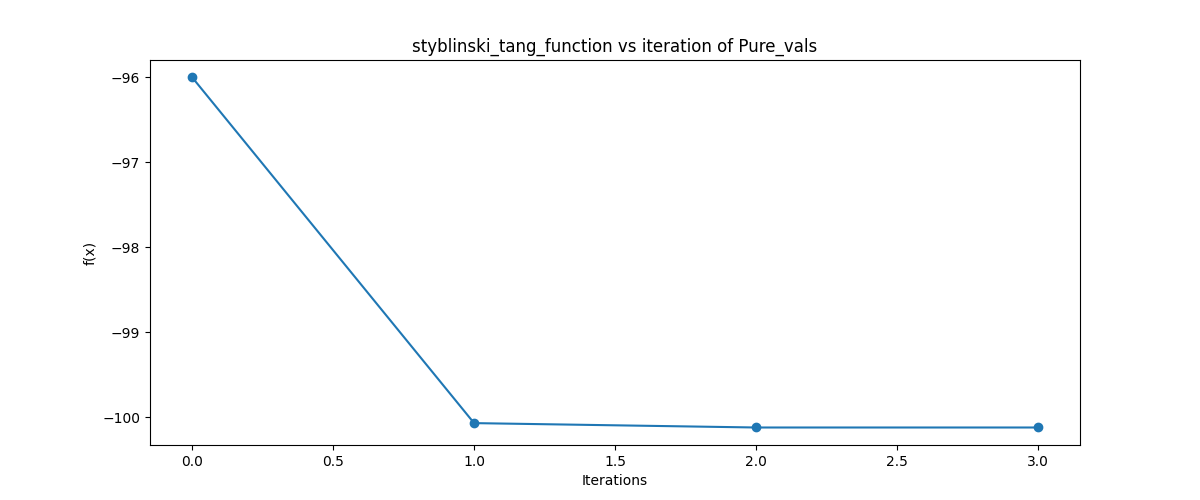 styblinski_tang_function vs iteration of Pure_vals
−96
−97
−98
−99
−100
f(x)
0.0 0.5 1.0 1.5 2.0 2.5 3.0
Iterations